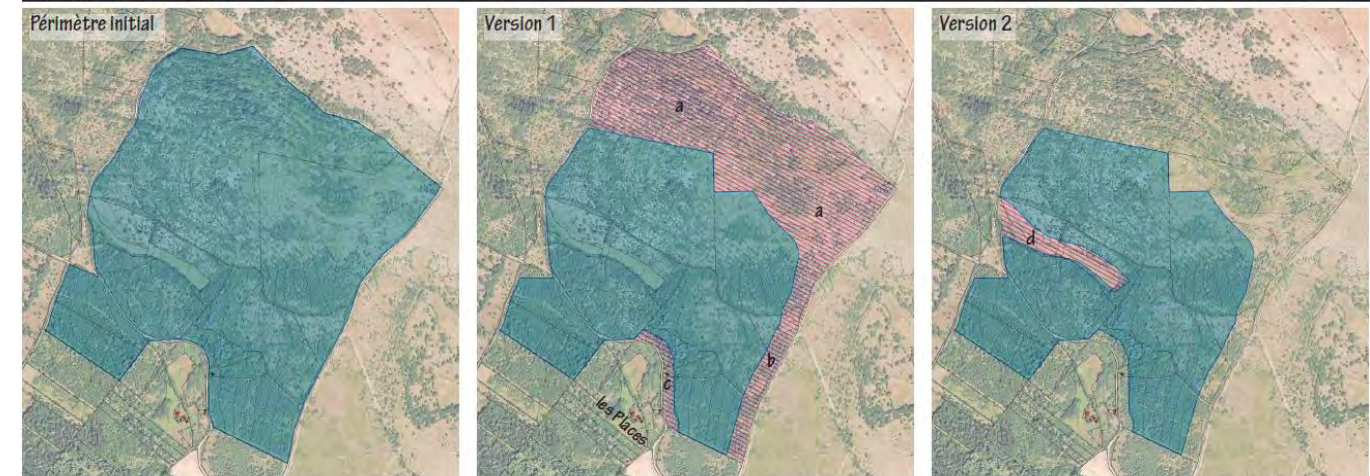 Périmètre initial
Version 1
Version 2
a
a
d
b
c
les Places